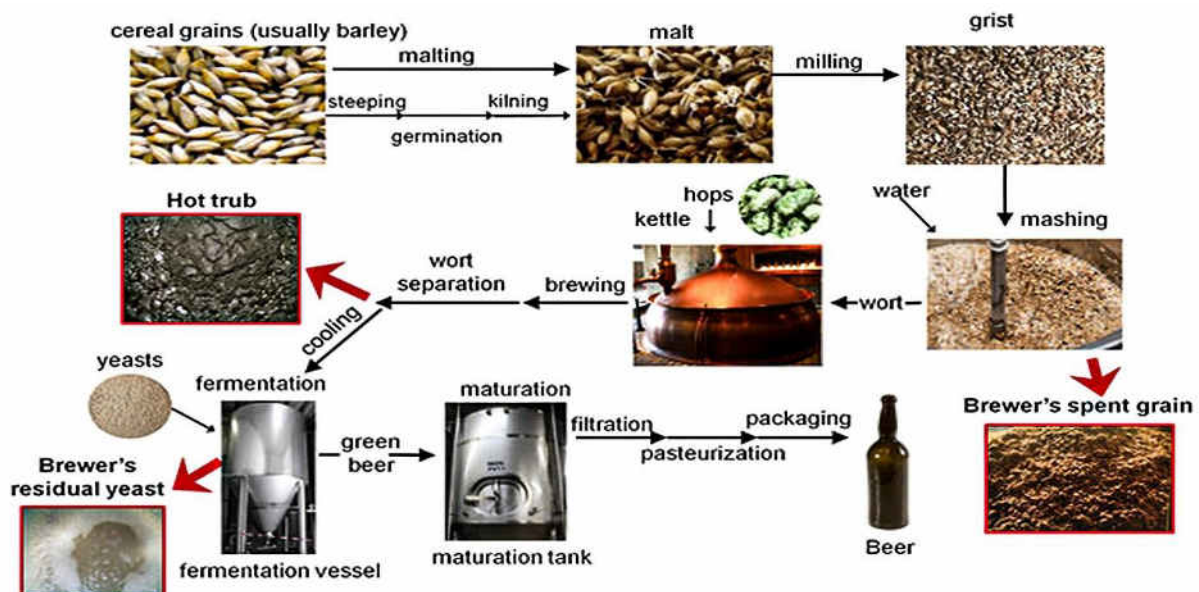 cereal grains (usually barley)
malting
steeping
germination
kilning
malt
milling
grist
Hot trub
wort
separation
brewing
kettle
hops
wort
water
mashing
cooling
yeasts
fermentation
Brewer's
residual yeast
fermentation vessel
green
beer
maturation
maturation tank
filtration
pasteurization
packaging
Beer
Brewer's spent grain